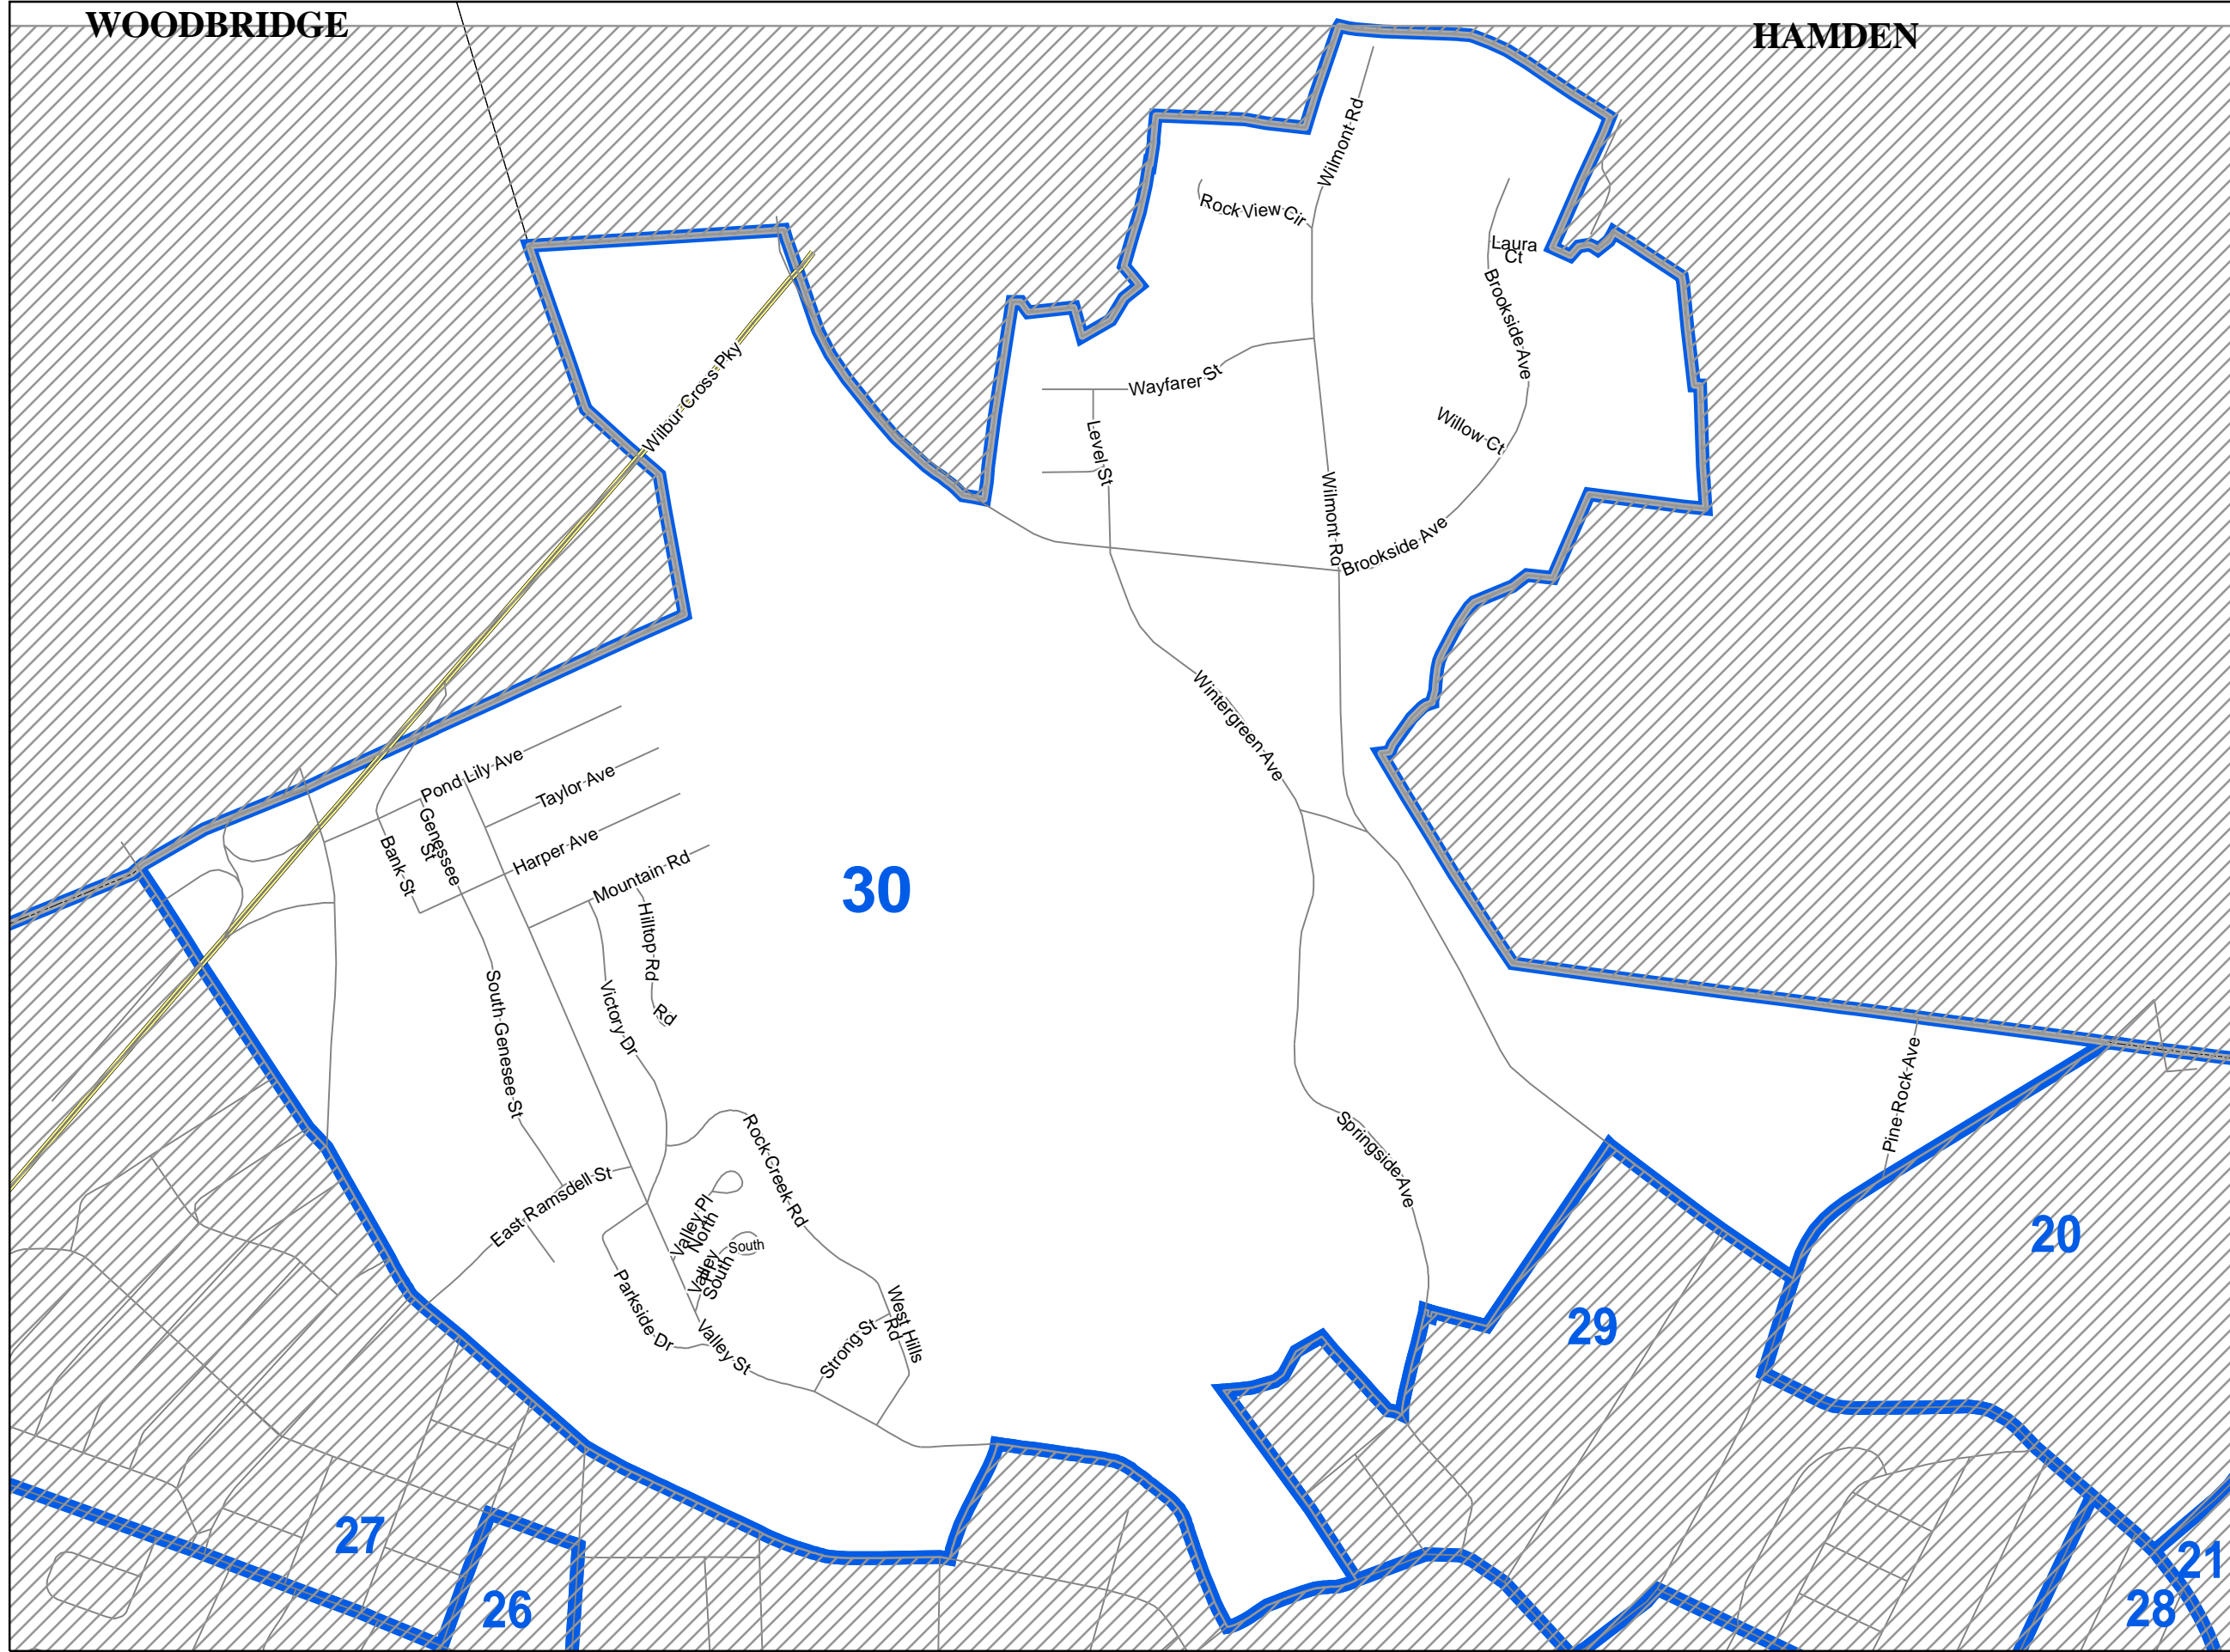 WOODBRIDGE
HAMDEN
Wilmont Rd
Rock View Cir
Laura
Ct
Brookside Ave
Wilbur Cross Pky
Wayfarer St
Level St
Willow Ct
Wilmont Rd
Brookside Ave
Wintergreen Ave
Pond Lily Ave
Taylor Ave
Genessee
St
Bank St
Harper Ave
Mountain Rd
30
Hilltop Rd
Rd
South Genesee St
Victory Dr
Pine Rock Ave
Springside Ave
Rock Creek Rd
East Ramsdell St
Valley Pl
North
Valley Pl
South
South
20
Parkside Dr
Valley St
Strong St
West Hills
Rd
29
27
26
21
28